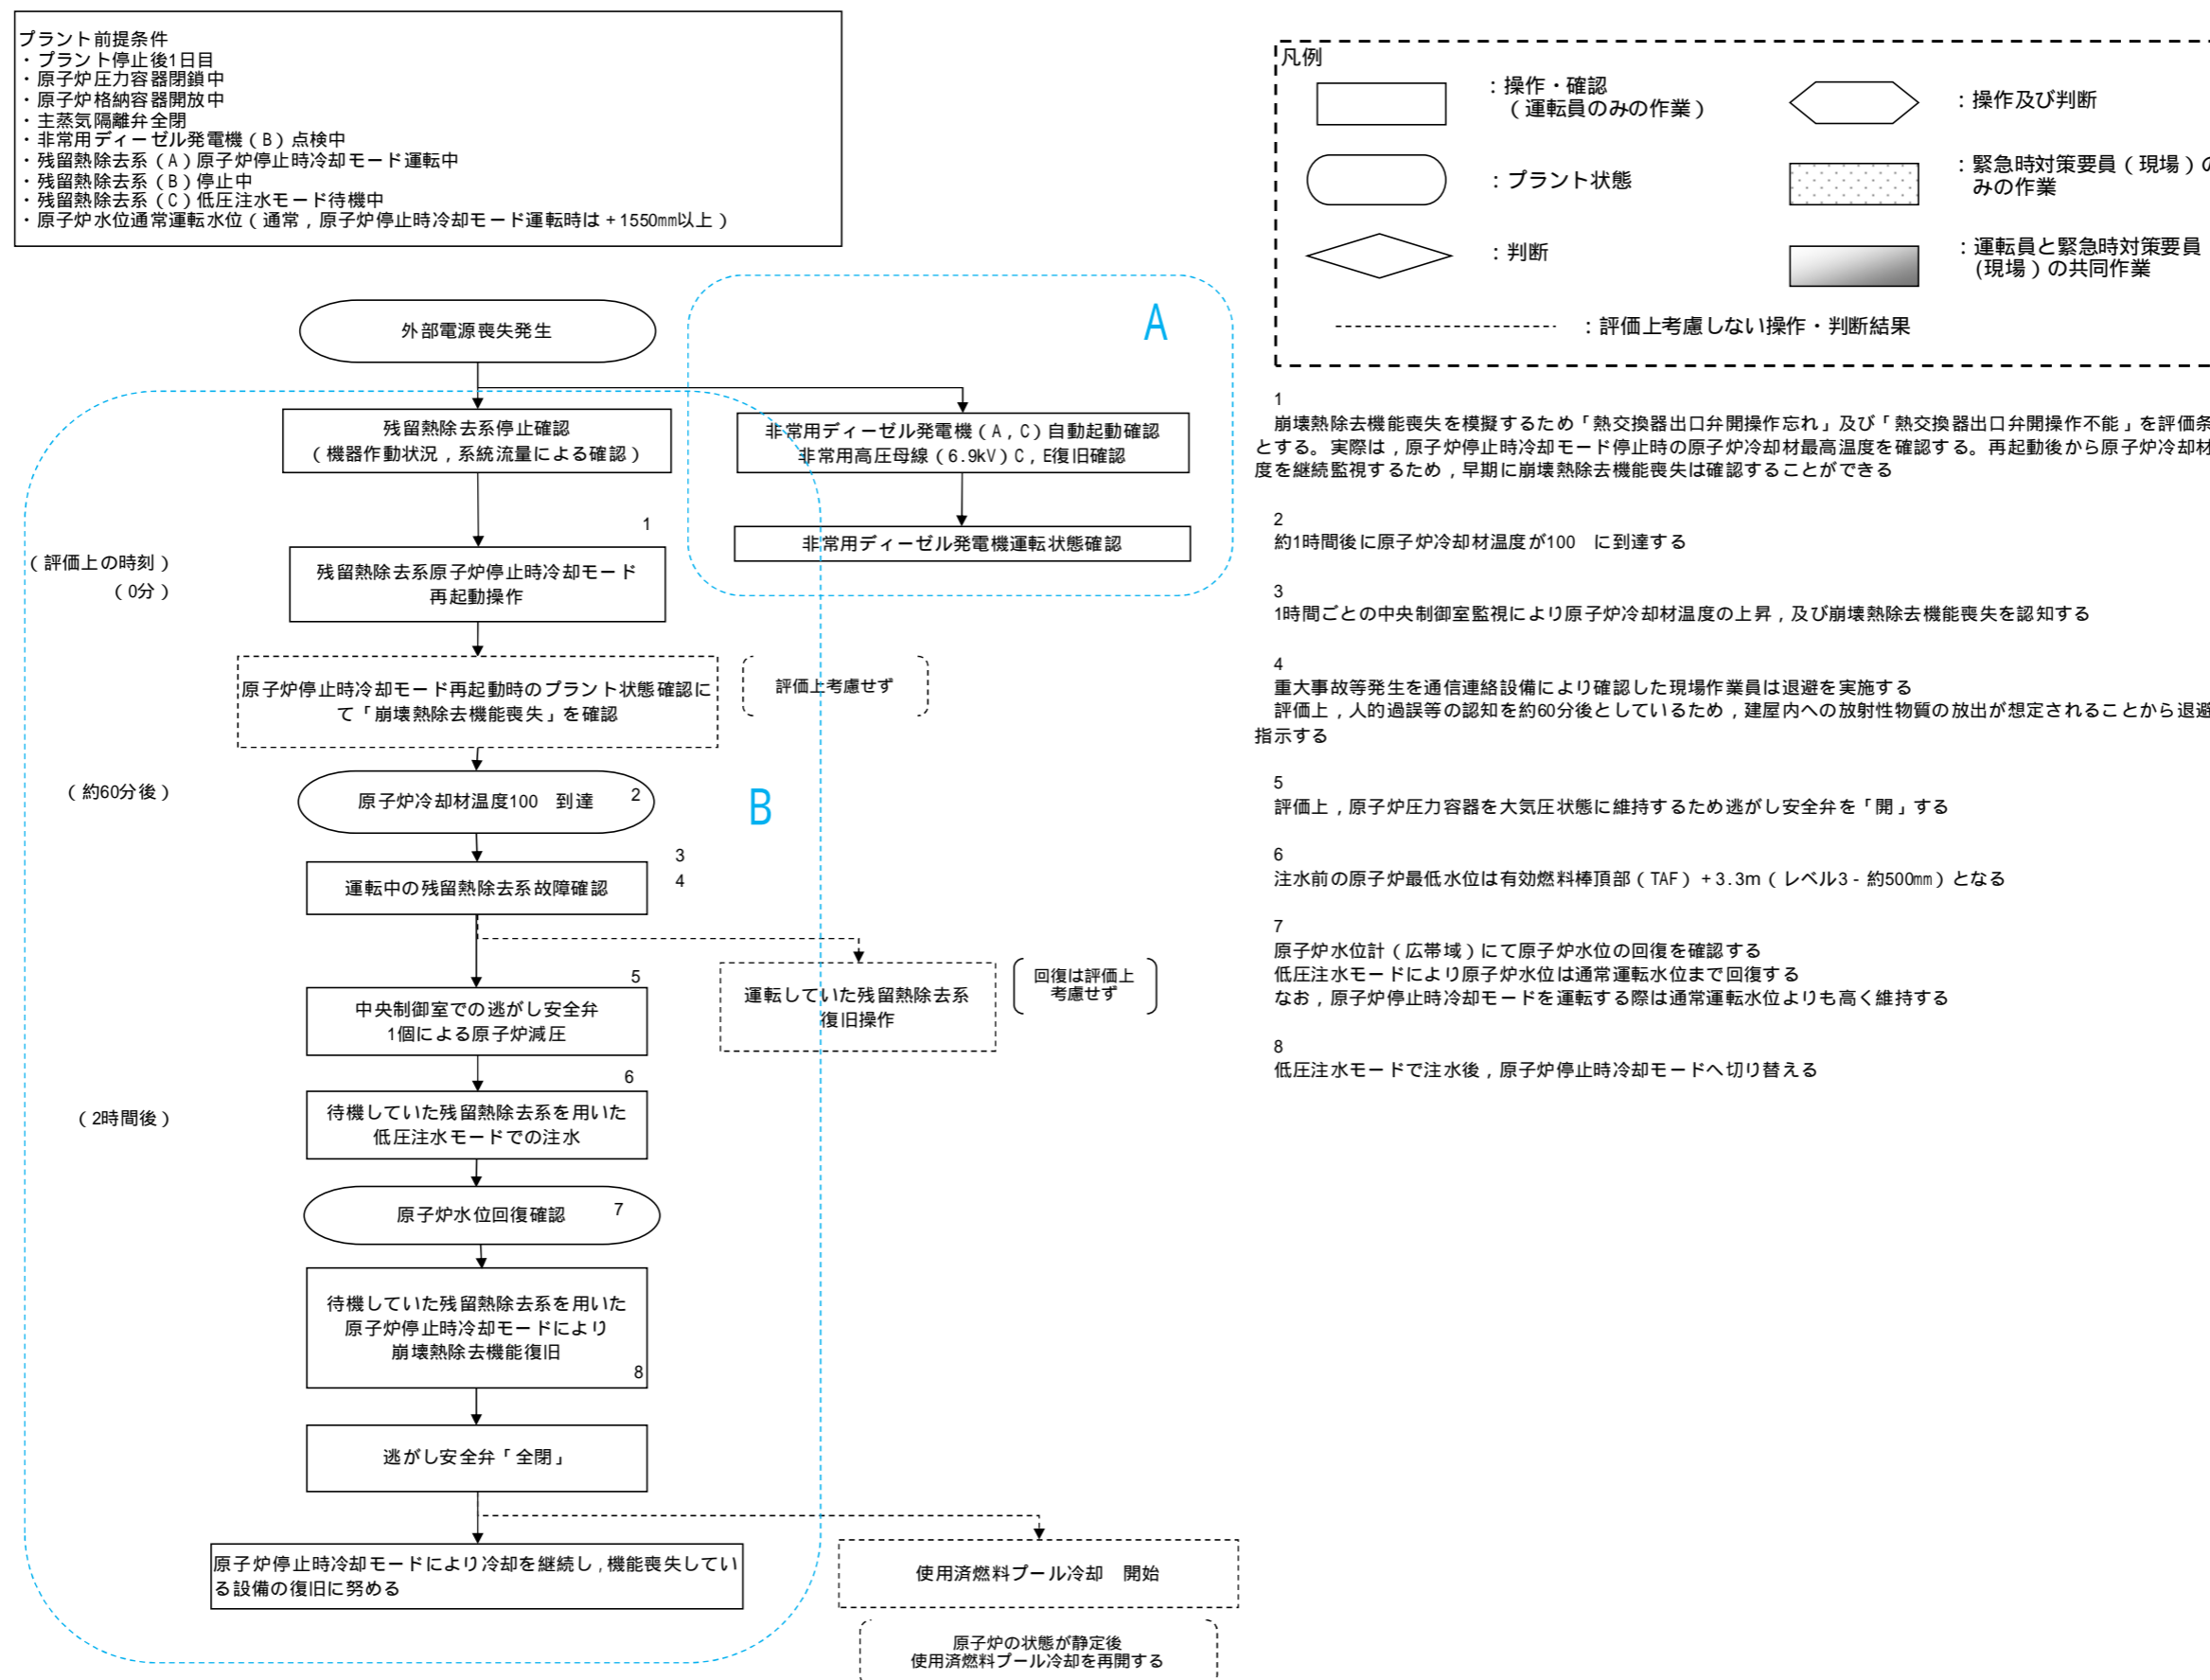 プラント前提条件
・プラント停止後1日目
・原子炉圧力容器閉鎖中
・原子炉格納容器開放中
・主蒸気隔離弁全閉
・非常用ディーゼル発電機（B）点検中
・残留熱除去系（A）原子炉停止時冷却モード運転中
・残留熱除去系（B）停止中
・残留熱除去系（C）低圧注水モード待機中
・原子炉水位通常運転水位（通常，原子炉停止時冷却モード運転時は+1550mm以上）
凡例
：操作・確認
（運転員のみの作業）
：操作及び判断
：プラント状態
：緊急時対策要員（現場）の
みの作業
：判断
：運転員と緊急時対策要員
(現場）の共同作業
：評価上考慮しない操作・判断結果
A
外部電源喪失発生
残留熱除去系停止確認
（機器作動状況，系統流量による確認）
非常用ディーゼル発電機（A，C）自動起動確認
非常用高圧母線（6.9kV）C，E復旧確認
非常用ディーゼル発電機運転状態確認
1
（評価上の時刻）
（0分）
残留熱除去系原子炉停止時冷却モード
再起動操作
原子炉停止時冷却モード再起動時のプラント状態確認に
て「崩壊熱除去機能喪失」を確認
評価上考慮せず
（約60分後）
原子炉冷却材温度100　到達
2
B
運転中の残留熱除去系故障確認
3
4
運転していた残留熱除去系
復旧操作
回復は評価上
考慮せず
5
中央制御室での逃がし安全弁
1個による原子炉減圧
6
（2時間後）
待機していた残留熱除去系を用いた
低圧注水モードでの注水
原子炉水位回復確認
7
待機していた残留熱除去系を用いた
原子炉停止時冷却モードにより
崩壊熱除去機能復旧
8
逃がし安全弁「全閉」
原子炉停止時冷却モードにより冷却を継続し，機能喪失してい
る設備の復旧に努める
使用済燃料プール冷却　開始
原子炉の状態が静定後
使用済燃料プール冷却を再開する
1
崩壊熱除去機能喪失を模擬するため「熱交換器出口弁開操作忘れ」及び「熱交換器出口弁開操作不能」を評価条
とする。実際は，原子炉停止時冷却モード停止時の原子炉冷却材最高温度を確認する。再起動後から原子炉冷却材
度を継続監視するため，早期に崩壊熱除去機能喪失は確認することができる
2
約1時間後に原子炉冷却材温度が100　に到達する
3
1時間ごとの中央制御室監視により原子炉冷却材温度の上昇，及び崩壊熱除去機能喪失を認知する
4
重大事故等発生を通信連絡設備により確認した現場作業員は退避を実施する
評価上，人的過誤等の認知を約60分後としているため，建屋内への放射性物質の放出が想定されることから退避
指示する
5
評価上，原子炉圧力容器を大気圧状態に維持するため逃がし安全弁を「開」する
6
注水前の原子炉最低水位は有効燃料棒頂部（TAF）+3.3m（レベル3-約500mm）となる
7
原子炉水位計（広帯域）にて原子炉水位の回復を確認する
低圧注水モードにより原子炉水位は通常運転水位まで回復する
なお，原子炉停止時冷却モードを運転する際は通常運転水位よりも高く維持する
8
低圧注水モードで注水後，原子炉停止時冷却モードへ切り替える